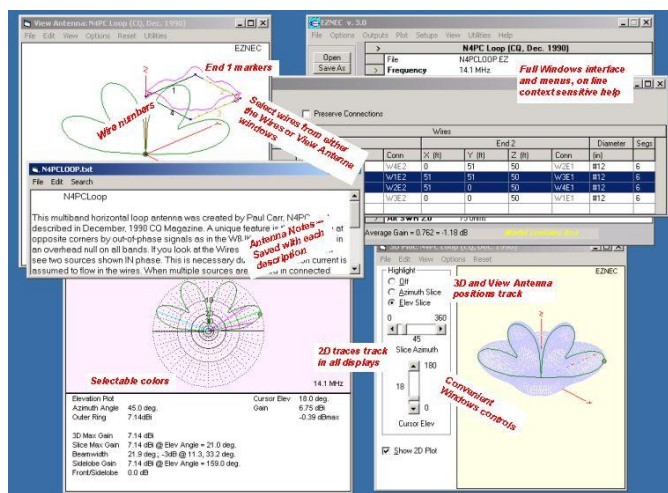 View Antenna: N4PC Loop (CQ, Dec. 1990)
File Edit View Options Reset Utilities
EZNEC
End 1 markers
Wire numbers
1
4
Select wires from either
the Wires or View Antenna
windows
EZNEC v. 3.0
File Options Outputs Plot Setups View Utilities Help
Open
Save As
> N4PC Loop (CQ, Dec. 1990)
File N4PCLOOP.EZ
> Frequency 14.1 MHz
Full Windows interface
and menus, on line
context sensitive help
Preserve Connections
Wires
End 2 Diameter Segs
Conn X (ft) Y (ft) Z (ft) Conn (in)
W4E2 0 51 50 W2E1 #12 6
W1E2 51 51 50 W3E1 #12 6
W2E2 51 0 50 W4E1 #12 6
W3E2 0 0 50 W1E1 #12 6
Average Gain = 0.762 = -1.18 dB
N4PCLOOP.txt
File Edit Search
N4PCLoop
This multiband horizontal loop antenna was created by Paul Carr, N4PC
described in December, 1990 CQ Magazine. A unique feature is at
opposite corners by out-of-phase signals as in the W8 in
an overhead null on all bands. If you look at the Wires
see two sources shown IN phase. This is necessary du current is
assumed to flow in the wires. When multiple sources are in connected
Antenna Notes --
Saved with each
description
Selectable colors
14.1 MHz
2D traces track
in all displays
Elevation Plot
Azimuth Angle 45.0 deg.
Outer Ring 7.14dBi
Cursor Elev 18.0 deg.
Gain 6.75 dBi
-0.39 dBmax
3D Max Gain 7.14 dBi
Slice Max Gain 7.14 dBi @ Elev Angle = 21.0 deg.
Beamwidth 21.9 deg.; -3dB @ 11.3, 33.2 deg.
Sidelobe Gain 7.14 dBi @ Elev Angle = 159.0 deg.
Front/Sidelobe 0.0 dB
File Edit View Options Reset
EZNEC
Highlight
Off
Azimuth Slice
Elev Slice
0 360
45
Slice Azimuth
180
18
0
Cursor Elev
Show 2D Plot
3D and View Antenna
positions track
Convenient
Windows controls